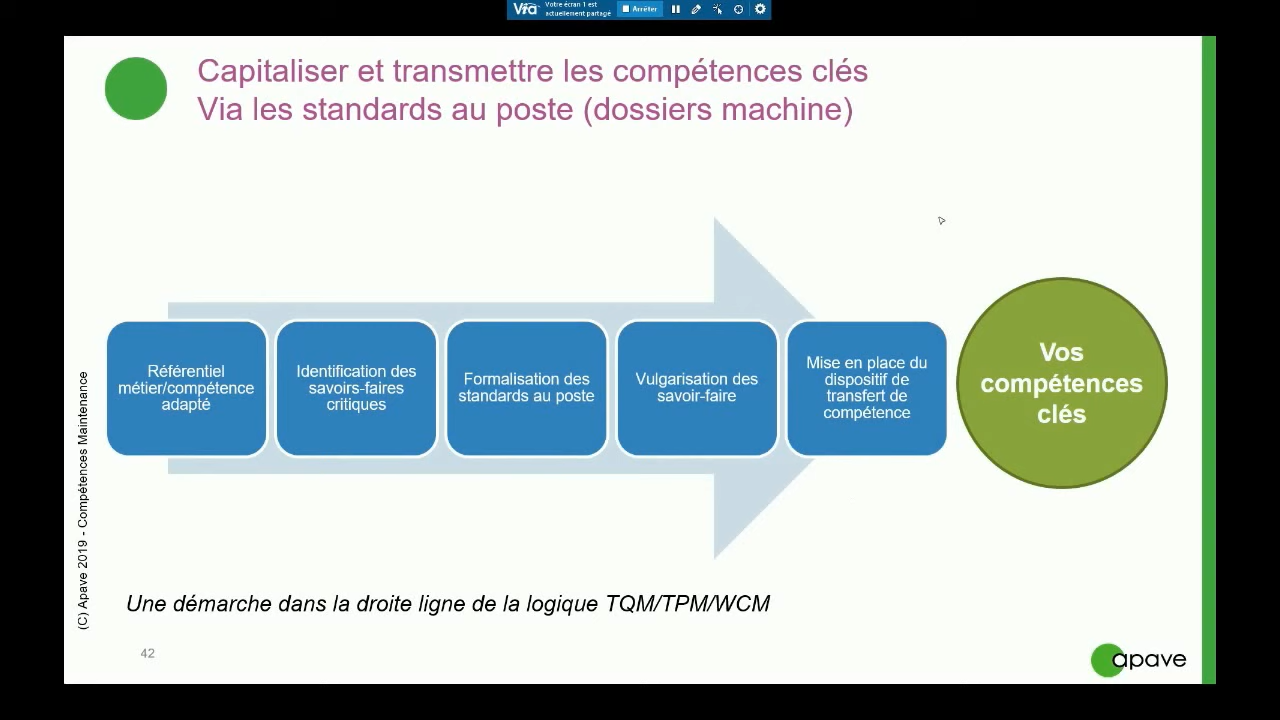 Via
Votre écran 1 est
actuellement partagé
Arrêter
Capitaliser et transmettre les compétences clés
Via les standards au poste (dossiers machine)
Référentiel
métier/compétence
adapté
Identification des
savoirs-faires
critiques
Formalisation des
standards au poste
Vulgarisation des
savoir-faire
Mise en place du
dispositif de
transfert de
compétence
Vos
compétences
clés
(C) Apave 2019 - Compétences Maintenance
Une démarche dans la droite ligne de la logique TQM/TPM/WCM
42
apave